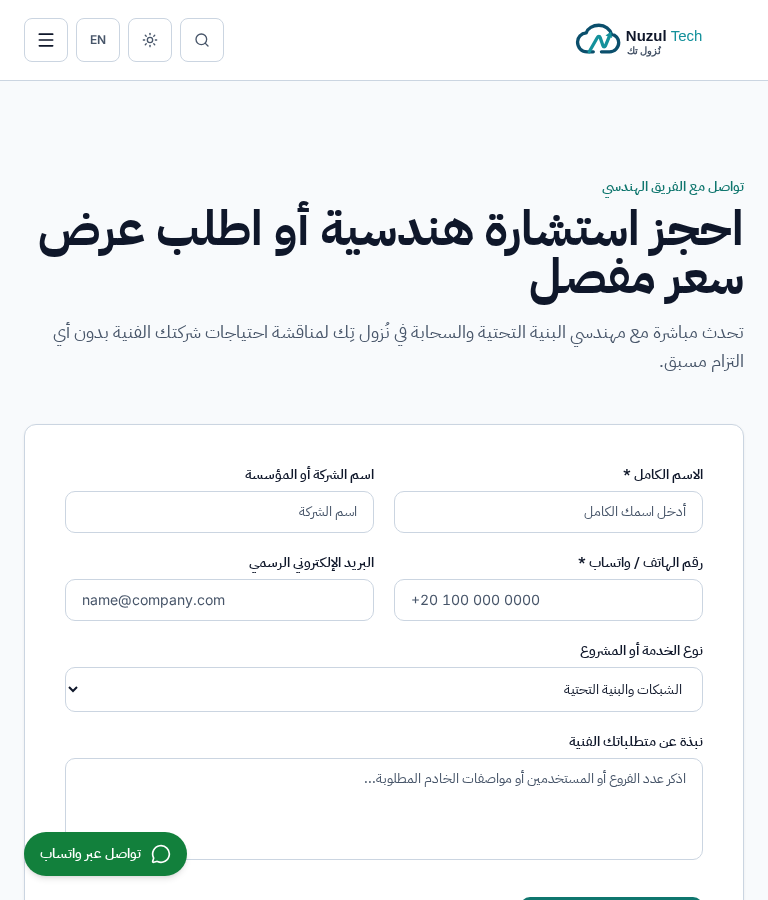 Nuzul Tech
نُزول تك
EN
تواصل مع الفريق الهندسي
احجز استشارة هندسية أو اطلب عرض
سعر مفصل
تحدث مباشرة مع مهندسي البنية التحتية والسحابة في نُزول تِك لمناقشة احتياجات شركتك الفنية بدون أي
التزام مسبق.
الاسم الكامل *
أدخل اسمك الكامل
اسم الشركة أو المؤسسة
اسم الشركة
رقم الهاتف / واتساب *
+20 100 000 0000
البريد الإلكتروني الرسمي
name@company.com
نوع الخدمة أو المشروع
الشبكات والبنية التحتية
نبذة عن متطلباتك الفنية
اذكر عدد الفروع أو المستخدمين أو مواصفات الخادم المطلوبة...
تواصل عبر واتساب